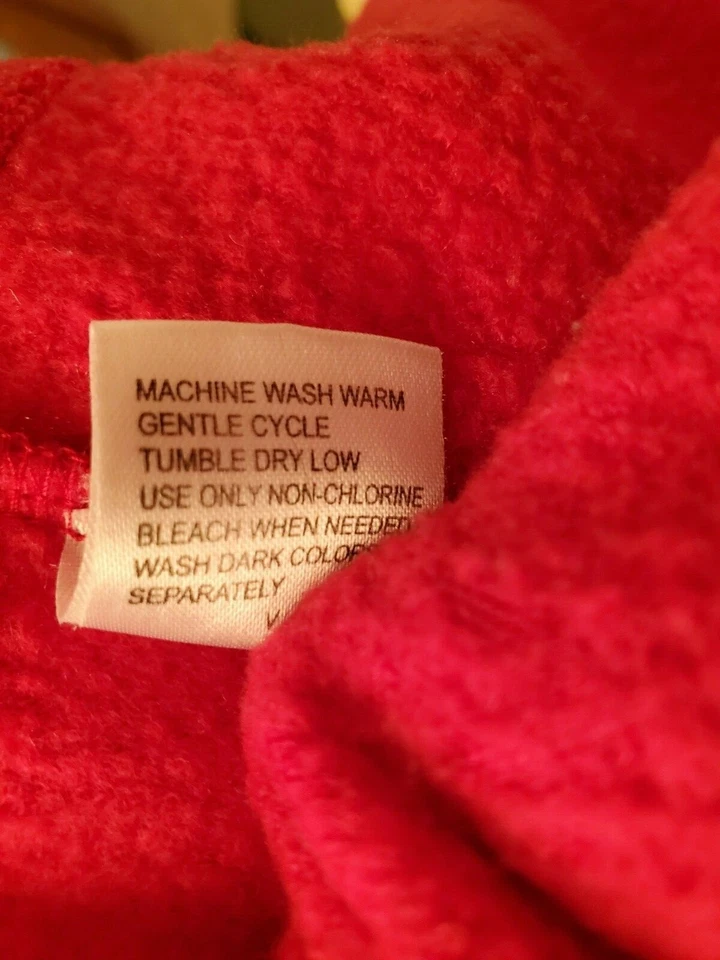 MACHINE WASH WARM
GENTLE CYCLE
TUMBLE DRY LOW
USE ONLY NON-CHLORINE
BLEACH WHEN NEEDED
WASH DARK COLORS
SEPARATELY